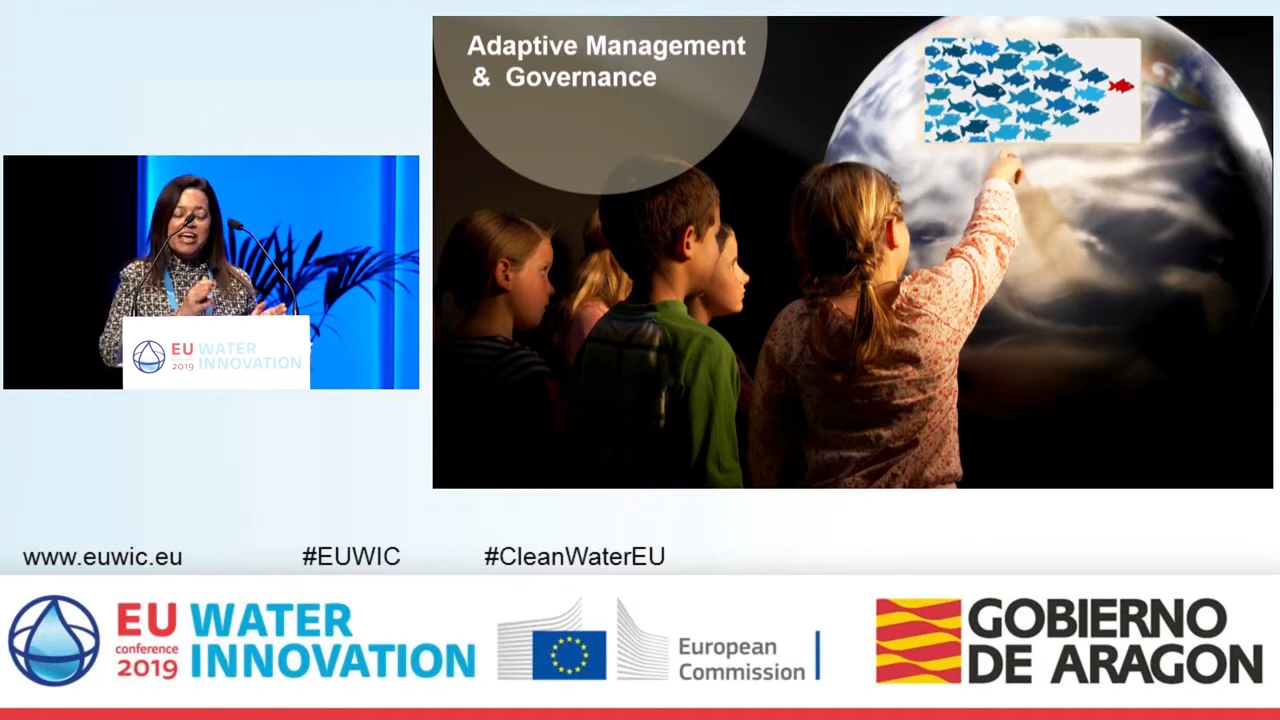 Adaptive Management
& Governance
EU WATER
2019 INNOVATION
www.euwic.eu #EUWIC #CleanWaterEU
EU WATER
conference
2019 INNOVATION
European
Commission
GOBIERNO
DE ARAGON